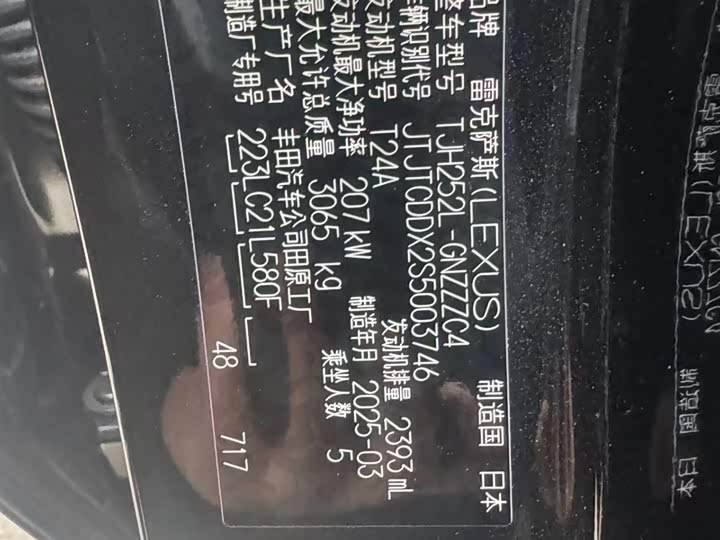 品牌 雷克萨斯(LEXUS) 制造国 日本
整车型号 TJH252L-GNZZZC4
车辆识别代号 JTJTCDDX2S5003746
发动机型号 T24A 发动机排量 2393 mL
发动机最大净功率 207 kW 制造年月 2025-03
最大允许总质量 3065 kg 乘坐人数 5
生产厂名 丰田汽车公司田原工厂
制造厂专用号 223LC21L580F 48 717